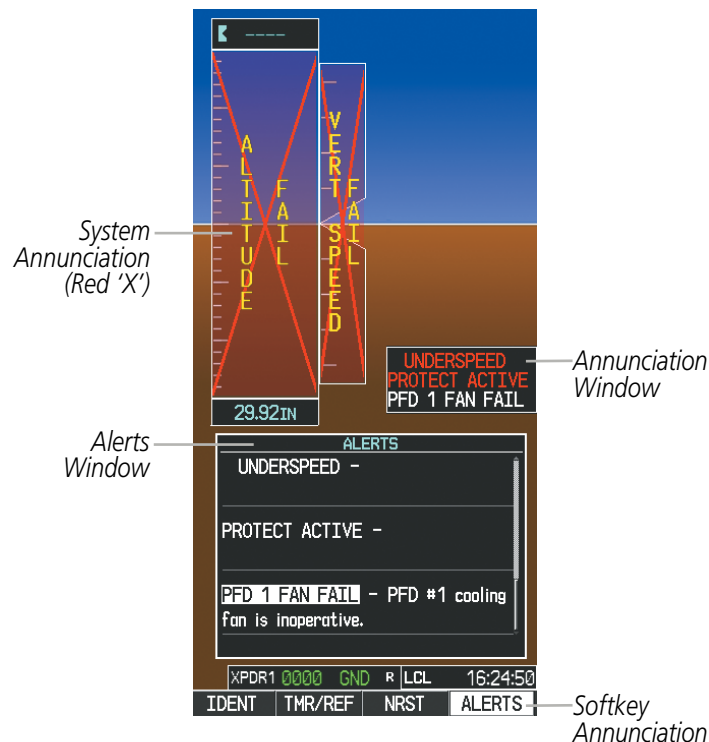 ----
ALTITUDE
FAIL
VERT SPEED
FAIL
System
Annunciation
(Red ‘X’)
UNDERSPEED
PROTECT ACTIVE
PFD 1 FAN FAIL
Annunciation
Window
29.92IN
Alerts
Window
ALERTS
UNDERSPEED -
PROTECT ACTIVE -
PFD 1 FAN FAIL - PFD #1 cooling
fan is inoperative.
XPDR1 0000 GND R LCL 16:24:50
IDENT TMR/REF NRST ALERTS
Softkey
Annunciation